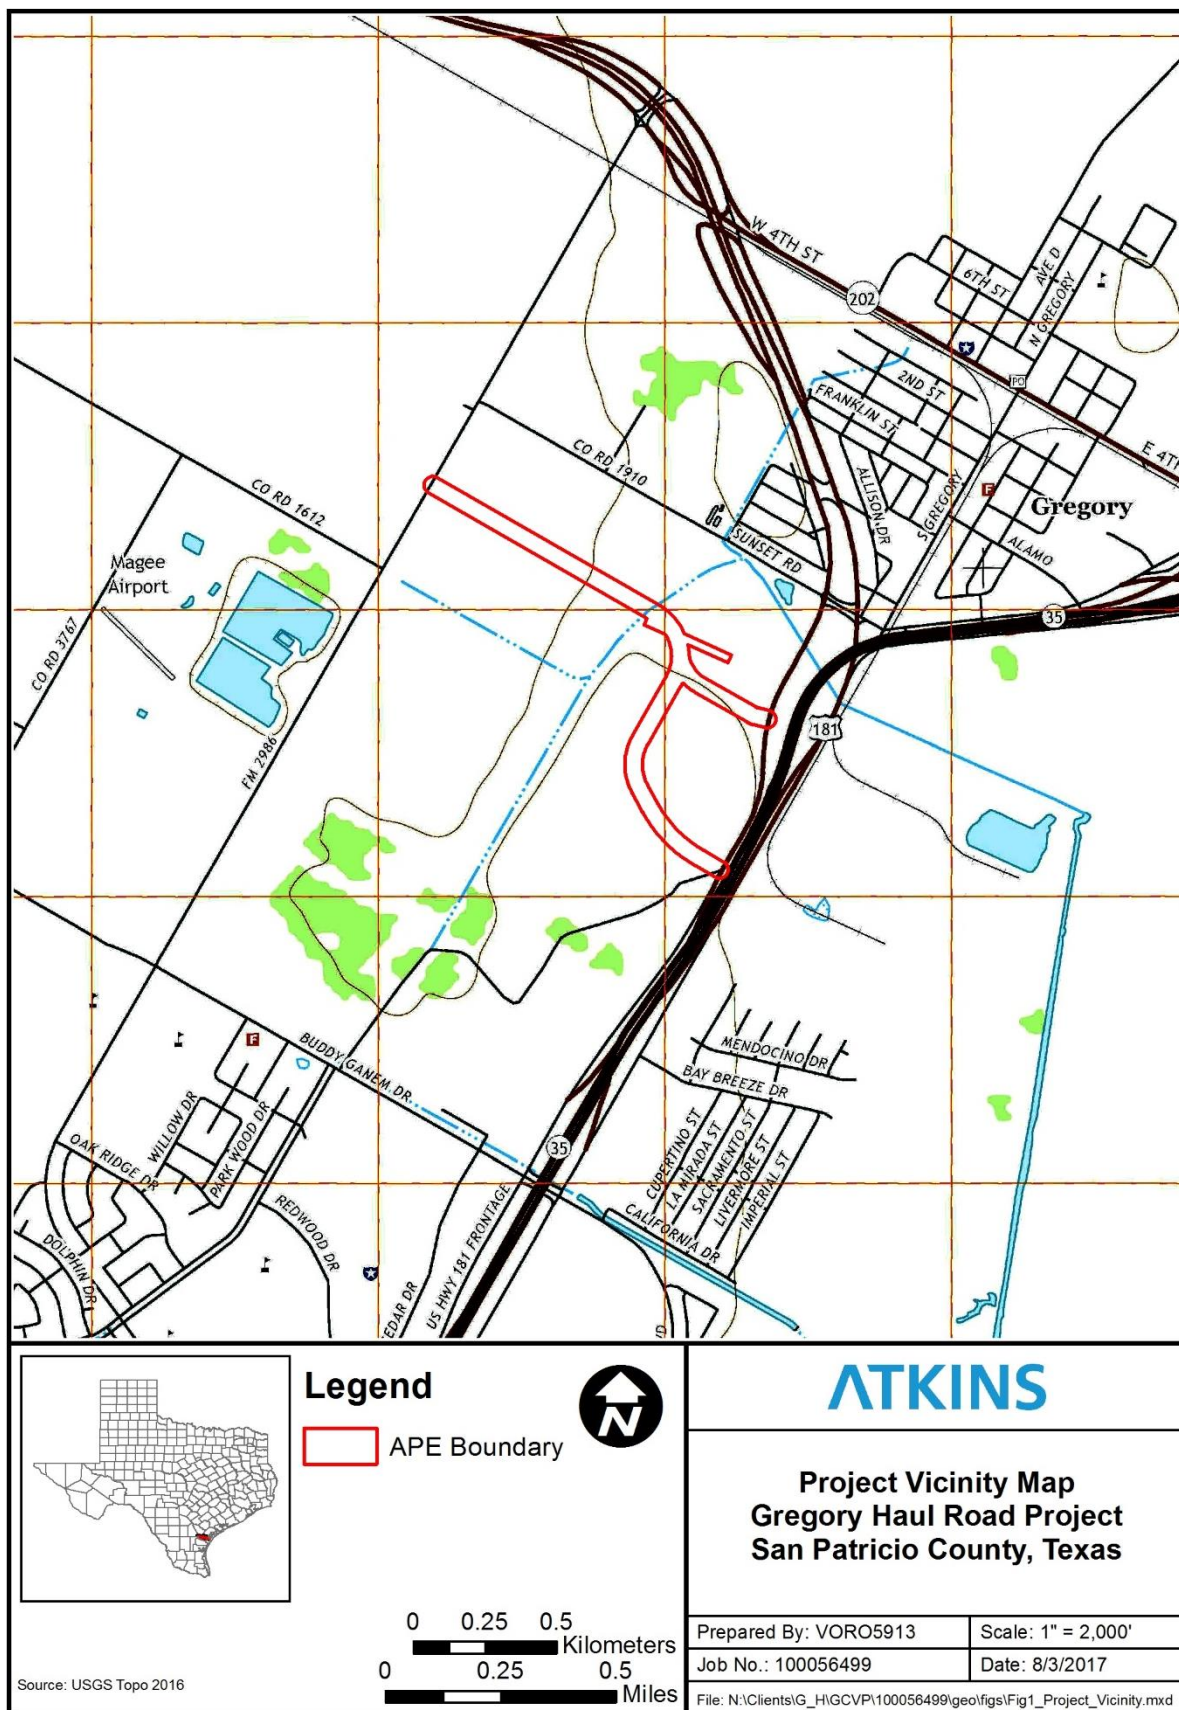 W 4TH ST
202
6TH ST
AVE D
N GREGORY
PO
2ND ST
FRANKLIN ST
CO RD 1910
ALLISON DR
S GREGORY
E 4TH
F
Gregory
CO RD 1612
Magee
Airport
SUNSET RD
ALAMO
35
CO RD 3767
FM 2986
181
BUDDY GANEM DR
F
MENDOCINO DR
BAY BREEZE DR
WILLOW DR
PARK WOOD DR
OAK RIDGE DR
35
CUPERTINO ST
LA MIRADA ST
SACRAMENTO ST
LIVERMORE ST
IMPERIAL ST
CALIFORNIA DR
REDWOOD DR
DOLPHIN DR
US HWY 181 FRONTAGE
EDAR DR
Legend
APE Boundary
N
ATKINS
Project Vicinity Map
Gregory Haul Road Project
San Patricio County, Texas
0 0.25 0.5
Kilometers
0 0.25 0.5
Miles
Source: USGS Topo 2016
Prepared By: VORO5913
Scale: 1" = 2,000'
Job No.: 100056499
Date: 8/3/2017
File: N:\Clients\G_H\GCVP\100056499\geo\figs\Fig1_Project_Vicinity.mxd